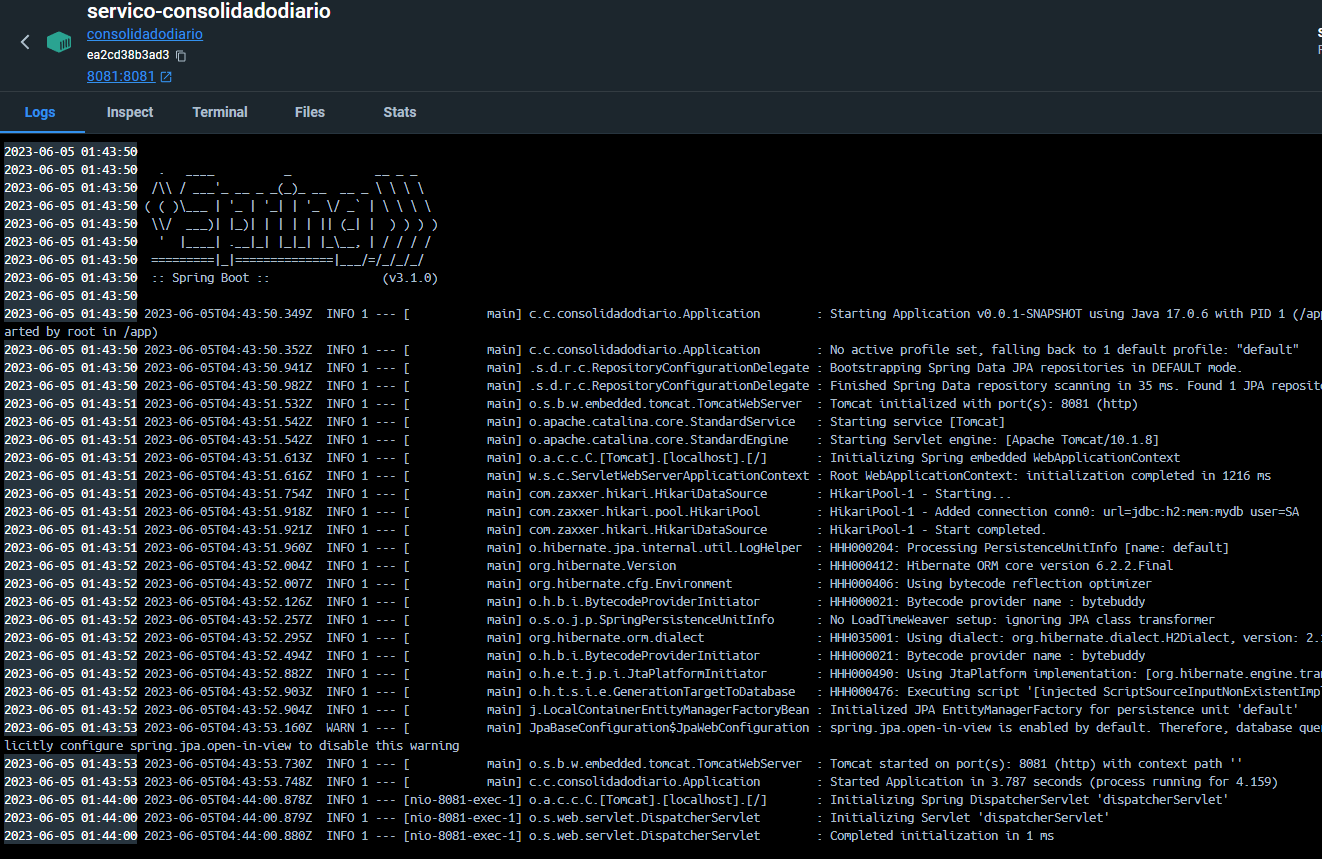 servico-consolidadodiario
consolidadodiario
ea2cd38b3ad3
8081:8081
Logs Inspect Terminal Files Stats
2023-06-05 01:43:50
2023-06-05 01:43:50   .   ____          _            __ _ _
2023-06-05 01:43:50  /\\ / ___'_ __ _ _(_)_ __  __ _ \ \ \ \
2023-06-05 01:43:50 ( ( )\___ | '_ | '_| | '_ \/ _` | \ \ \ \
2023-06-05 01:43:50  \\/  ___)| |_)| | | | | || (_| |  ) ) ) )
2023-06-05 01:43:50   '  |____| .__|_| |_|_| |_\__, | / / / /
2023-06-05 01:43:50  =========|_|==============|___/=/_/_/_/
2023-06-05 01:43:50  :: Spring Boot ::                (v3.1.0)
2023-06-05 01:43:50
2023-06-05 01:43:50 2023-06-05T04:43:50.349Z  INFO 1 --- [           main] c.c.consolidadodiario.Application        : Starting Application v0.0.1-SNAPSHOT using Java 17.0.6 with PID 1 (/app
arted by root in /app)
2023-06-05 01:43:50 2023-06-05T04:43:50.352Z  INFO 1 --- [           main] c.c.consolidadodiario.Application        : No active profile set, falling back to 1 default profile: "default"
2023-06-05 01:43:50 2023-06-05T04:43:50.941Z  INFO 1 --- [           main] .s.d.r.c.RepositoryConfigurationDelegate : Bootstrapping Spring Data JPA repositories in DEFAULT mode.
2023-06-05 01:43:50 2023-06-05T04:43:50.982Z  INFO 1 --- [           main] .s.d.r.c.RepositoryConfigurationDelegate : Finished Spring Data repository scanning in 35 ms. Found 1 JPA reposito
2023-06-05 01:43:51 2023-06-05T04:43:51.532Z  INFO 1 --- [           main] o.s.b.w.embedded.tomcat.TomcatWebServer  : Tomcat initialized with port(s): 8081 (http)
2023-06-05 01:43:51 2023-06-05T04:43:51.542Z  INFO 1 --- [           main] o.apache.catalina.core.StandardService   : Starting service [Tomcat]
2023-06-05 01:43:51 2023-06-05T04:43:51.542Z  INFO 1 --- [           main] o.apache.catalina.core.StandardEngine    : Starting Servlet engine: [Apache Tomcat/10.1.8]
2023-06-05 01:43:51 2023-06-05T04:43:51.613Z  INFO 1 --- [           main] o.a.c.c.C.[Tomcat].[localhost].[/]       : Initializing Spring embedded WebApplicationContext
2023-06-05 01:43:51 2023-06-05T04:43:51.616Z  INFO 1 --- [           main] w.s.c.ServletWebServerApplicationContext : Root WebApplicationContext: initialization completed in 1216 ms
2023-06-05 01:43:51 2023-06-05T04:43:51.754Z  INFO 1 --- [           main] com.zaxxer.hikari.HikariDataSource       : HikariPool-1 - Starting...
2023-06-05 01:43:51 2023-06-05T04:43:51.918Z  INFO 1 --- [           main] com.zaxxer.hikari.pool.HikariPool        : HikariPool-1 - Added connection conn0: url=jdbc:h2:mem:mydb user=SA
2023-06-05 01:43:51 2023-06-05T04:43:51.921Z  INFO 1 --- [           main] com.zaxxer.hikari.HikariDataSource       : HikariPool-1 - Start completed.
2023-06-05 01:43:51 2023-06-05T04:43:51.960Z  INFO 1 --- [           main] o.hibernate.jpa.internal.util.LogHelper  : HHH000204: Processing PersistenceUnitInfo [name: default]
2023-06-05 01:43:52 2023-06-05T04:43:52.004Z  INFO 1 --- [           main] org.hibernate.Version                    : HHH000412: Hibernate ORM core version 6.2.2.Final
2023-06-05 01:43:52 2023-06-05T04:43:52.007Z  INFO 1 --- [           main] org.hibernate.cfg.Environment            : HHH000406: Using bytecode reflection optimizer
2023-06-05 01:43:52 2023-06-05T04:43:52.126Z  INFO 1 --- [           main] o.h.b.i.BytecodeProviderInitiator        : HHH000021: Bytecode provider name : bytebuddy
2023-06-05 01:43:52 2023-06-05T04:43:52.257Z  INFO 1 --- [           main] o.s.o.j.p.SpringPersistenceUnitInfo      : No LoadTimeWeaver setup: ignoring JPA class transformer
2023-06-05 01:43:52 2023-06-05T04:43:52.295Z  INFO 1 --- [           main] org.hibernate.orm.dialect                : HHH035001: Using dialect: org.hibernate.dialect.H2Dialect, version: 2.
2023-06-05 01:43:52 2023-06-05T04:43:52.494Z  INFO 1 --- [           main] o.h.b.i.BytecodeProviderInitiator        : HHH000021: Bytecode provider name : bytebuddy
2023-06-05 01:43:52 2023-06-05T04:43:52.882Z  INFO 1 --- [           main] o.h.e.t.j.p.i.JtaPlatformInitiator       : HHH000490: Using JtaPlatform implementation: [org.hibernate.engine.tran
2023-06-05 01:43:52 2023-06-05T04:43:52.903Z  INFO 1 --- [           main] o.h.t.s.i.e.GenerationTargetToDatabase   : HHH000476: Executing script '[injected ScriptSourceInputNonExistentImpl
2023-06-05 01:43:52 2023-06-05T04:43:52.904Z  INFO 1 --- [           main] j.LocalContainerEntityManagerFactoryBean : Initialized JPA EntityManagerFactory for persistence unit 'default'
2023-06-05 01:43:53 2023-06-05T04:43:53.160Z  WARN 1 --- [           main] JpaBaseConfiguration$JpaWebConfiguration : spring.jpa.open-in-view is enabled by default. Therefore, database quer
licitly configure spring.jpa.open-in-view to disable this warning
2023-06-05 01:43:53 2023-06-05T04:43:53.730Z  INFO 1 --- [           main] o.s.b.w.embedded.tomcat.TomcatWebServer  : Tomcat started on port(s): 8081 (http) with context path ''
2023-06-05 01:43:53 2023-06-05T04:43:53.748Z  INFO 1 --- [           main] c.c.consolidadodiario.Application        : Started Application in 3.787 seconds (process running for 4.159)
2023-06-05 01:44:00 2023-06-05T04:44:00.878Z  INFO 1 --- [nio-8081-exec-1] o.a.c.c.C.[Tomcat].[localhost].[/]       : Initializing Spring DispatcherServlet 'dispatcherServlet'
2023-06-05 01:44:00 2023-06-05T04:44:00.879Z  INFO 1 --- [nio-8081-exec-1] o.s.web.servlet.DispatcherServlet        : Initializing Servlet 'dispatcherServlet'
2023-06-05 01:44:00 2023-06-05T04:44:00.880Z  INFO 1 --- [nio-8081-exec-1] o.s.web.servlet.DispatcherServlet        : Completed initialization in 1 ms